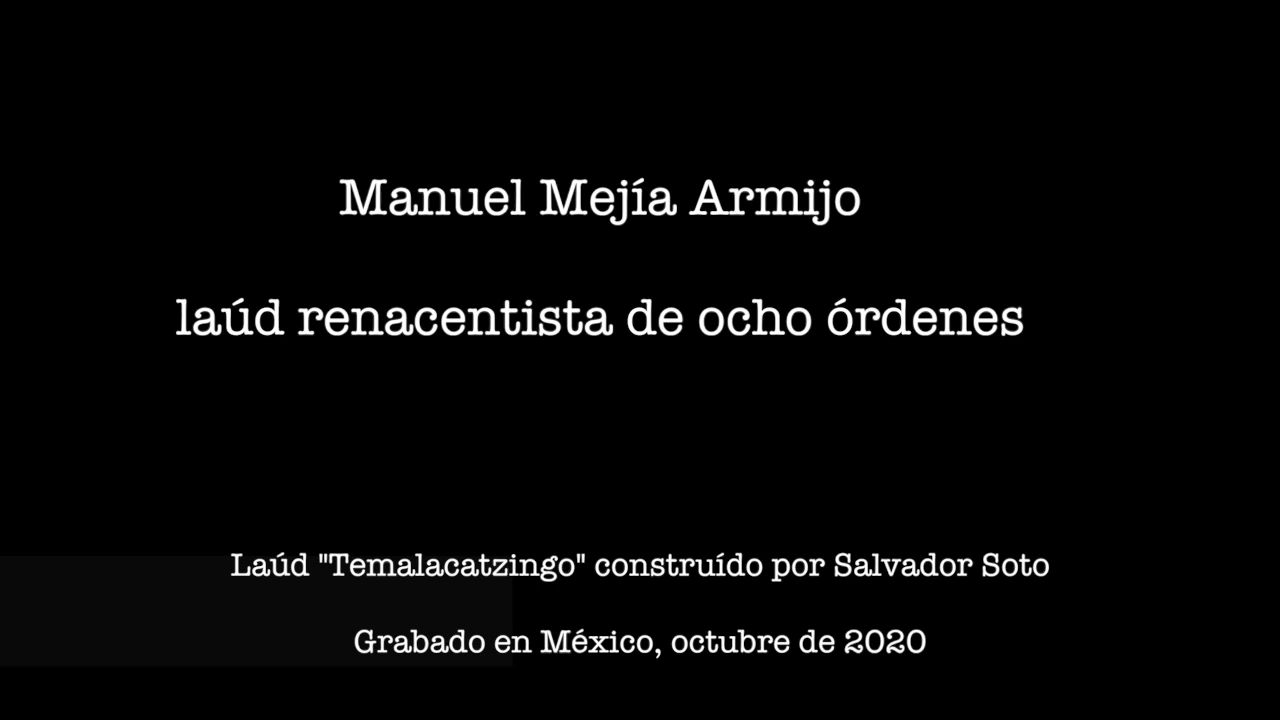 Manuel Mejía Armijo
laúd renacentista de ocho órdenes
Laúd "Temalacatzingo" construído por Salvador Soto
Grabado en México, octubre de 2020